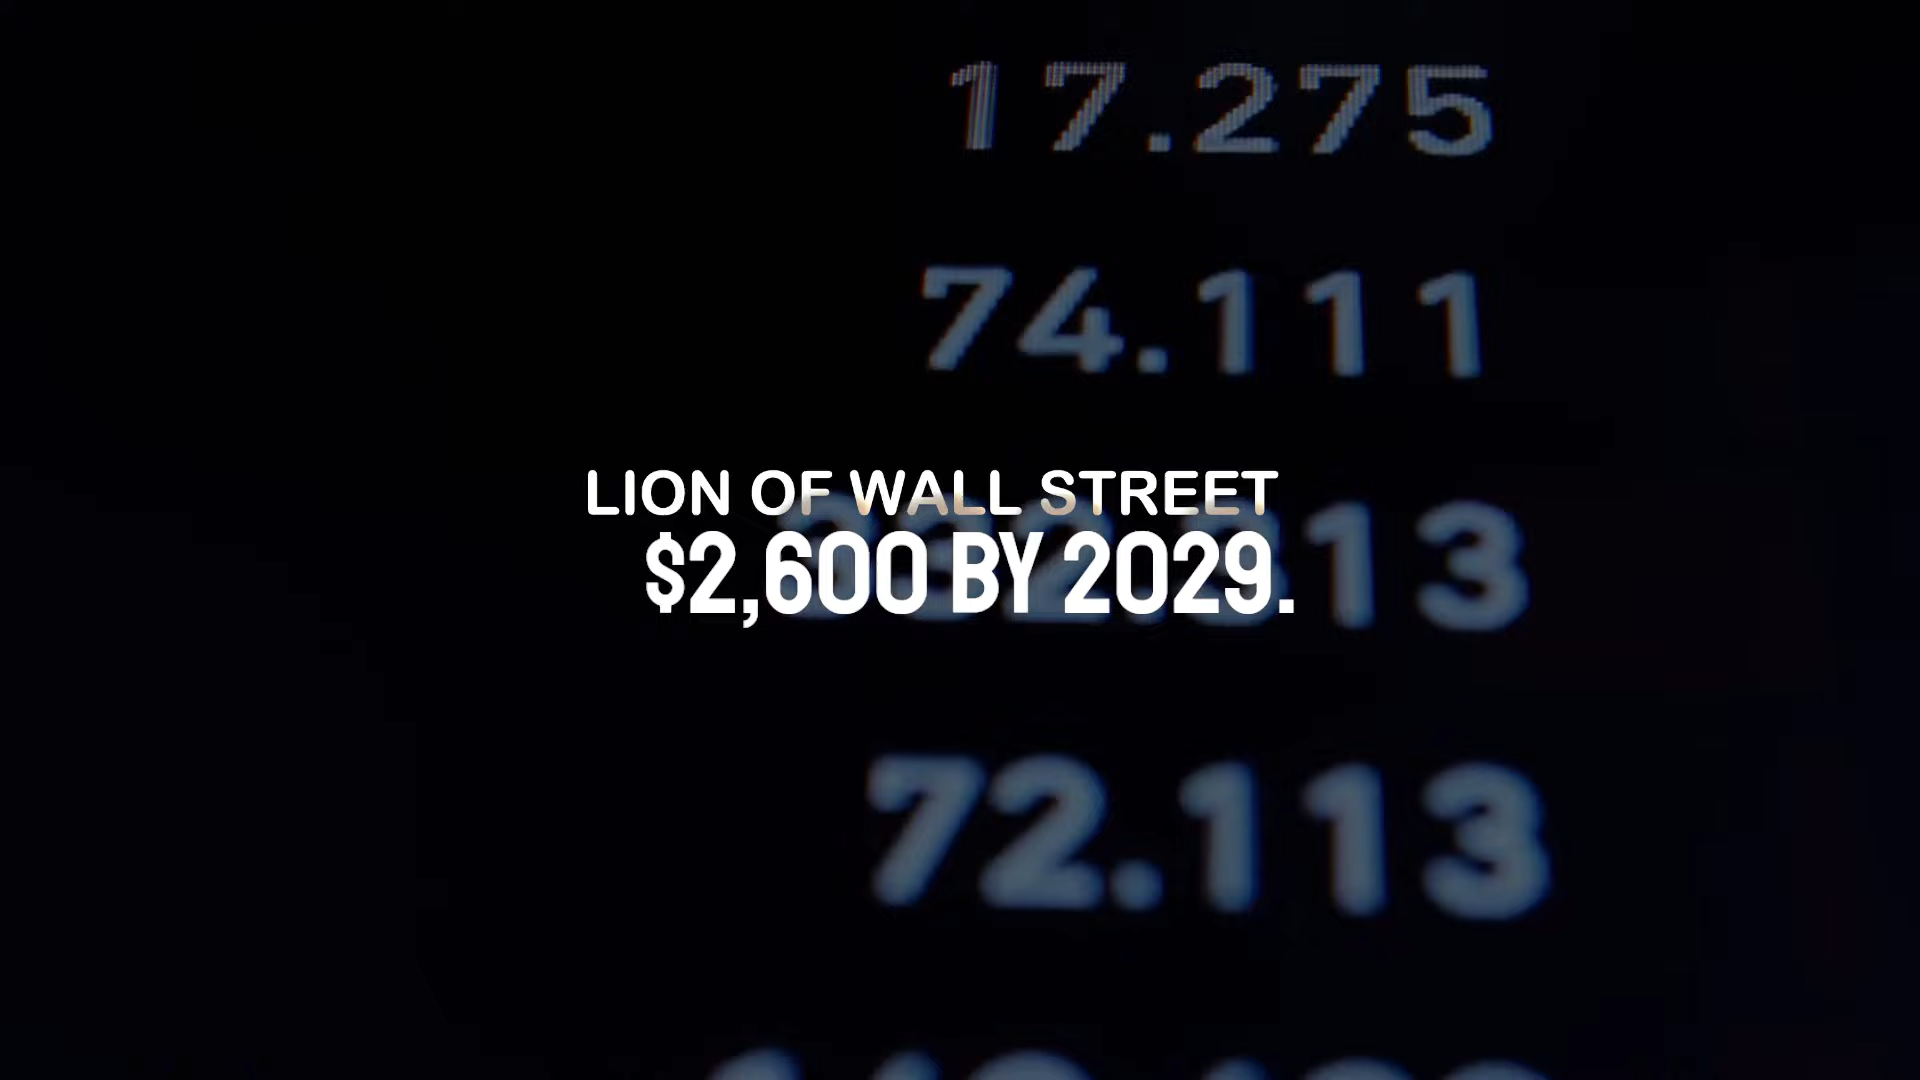 17.275
74.111
LION OF WALL STREET
$2,600 BY 2029.
72.113